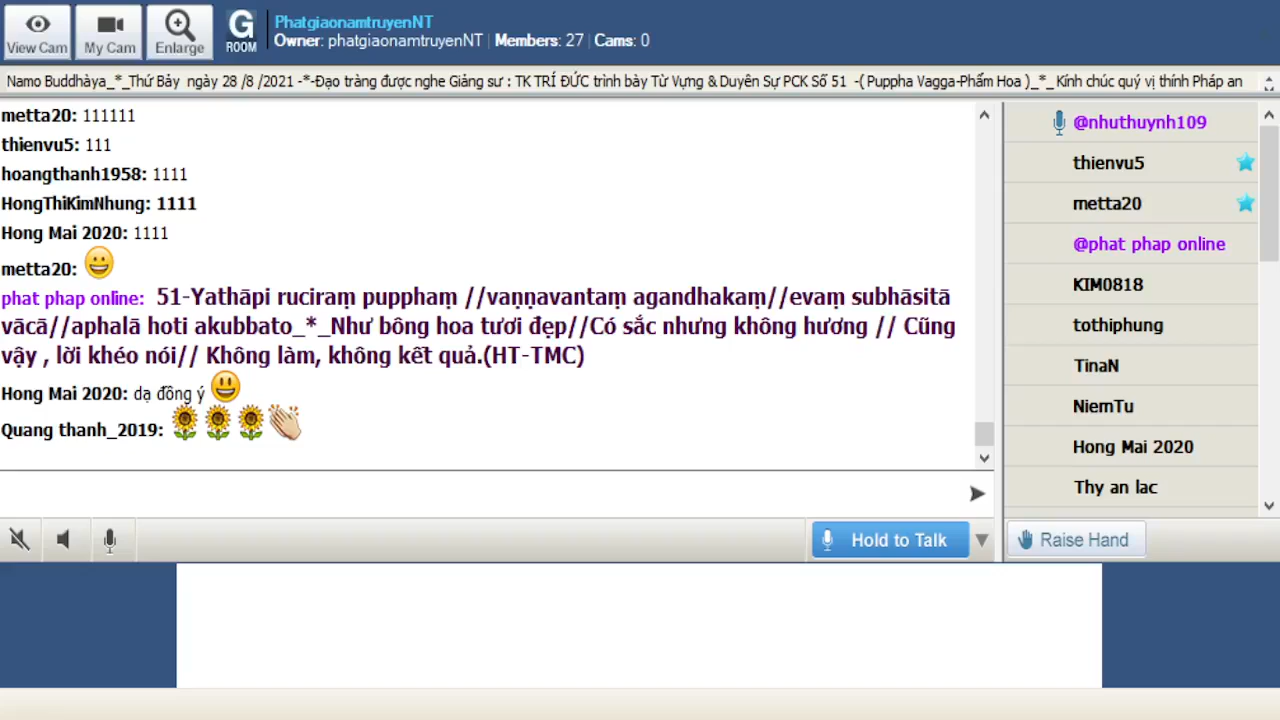 View Cam
My Cam
Enlarge
G
ROOM
PhatgiaonamtruyenNT
Owner: phatgiaonamtruyenNT | Members: 27 | Cams: 0
Namo Buddhàya_*_Thứ Bảy ngày 28 /8 /2021 -*-Đạo tràng được nghe Giảng sư : TK TRÍ ĐỨC trình bày Từ Vựng & Duyên Sự PCK Số 51 -( Puppha Vagga-Phẩm Hoa )_*_Kính chúc quý vị thính Pháp an
metta20: 111111
thienvu5: 111
hoangthanh1958: 1111
HongThiKimNhung: 1111
Hong Mai 2020: 1111
metta20: 😀
phat phap online: 51-Yathāpi ruciraṃ pupphaṃ //vaṇṇavantaṃ agandhakaṃ//evaṃ subhāsitā
vācā//aphalā hoti akubbato_*_Như bông hoa tươi đẹp//Có sắc nhưng không hương // Cũng
vậy , lời khéo nói// Không làm, không kết quả.(HT-TMC)
Hong Mai 2020: dạ đồng ý 😃
Quang thanh_2019: 🌻🌻🌻👏
@nhuthuynh109
thienvu5
metta20
@phat phap online
KIM0818
tothiphung
TinaN
NiemTu
Hong Mai 2020
Thy an lac
Hold to Talk
Raise Hand